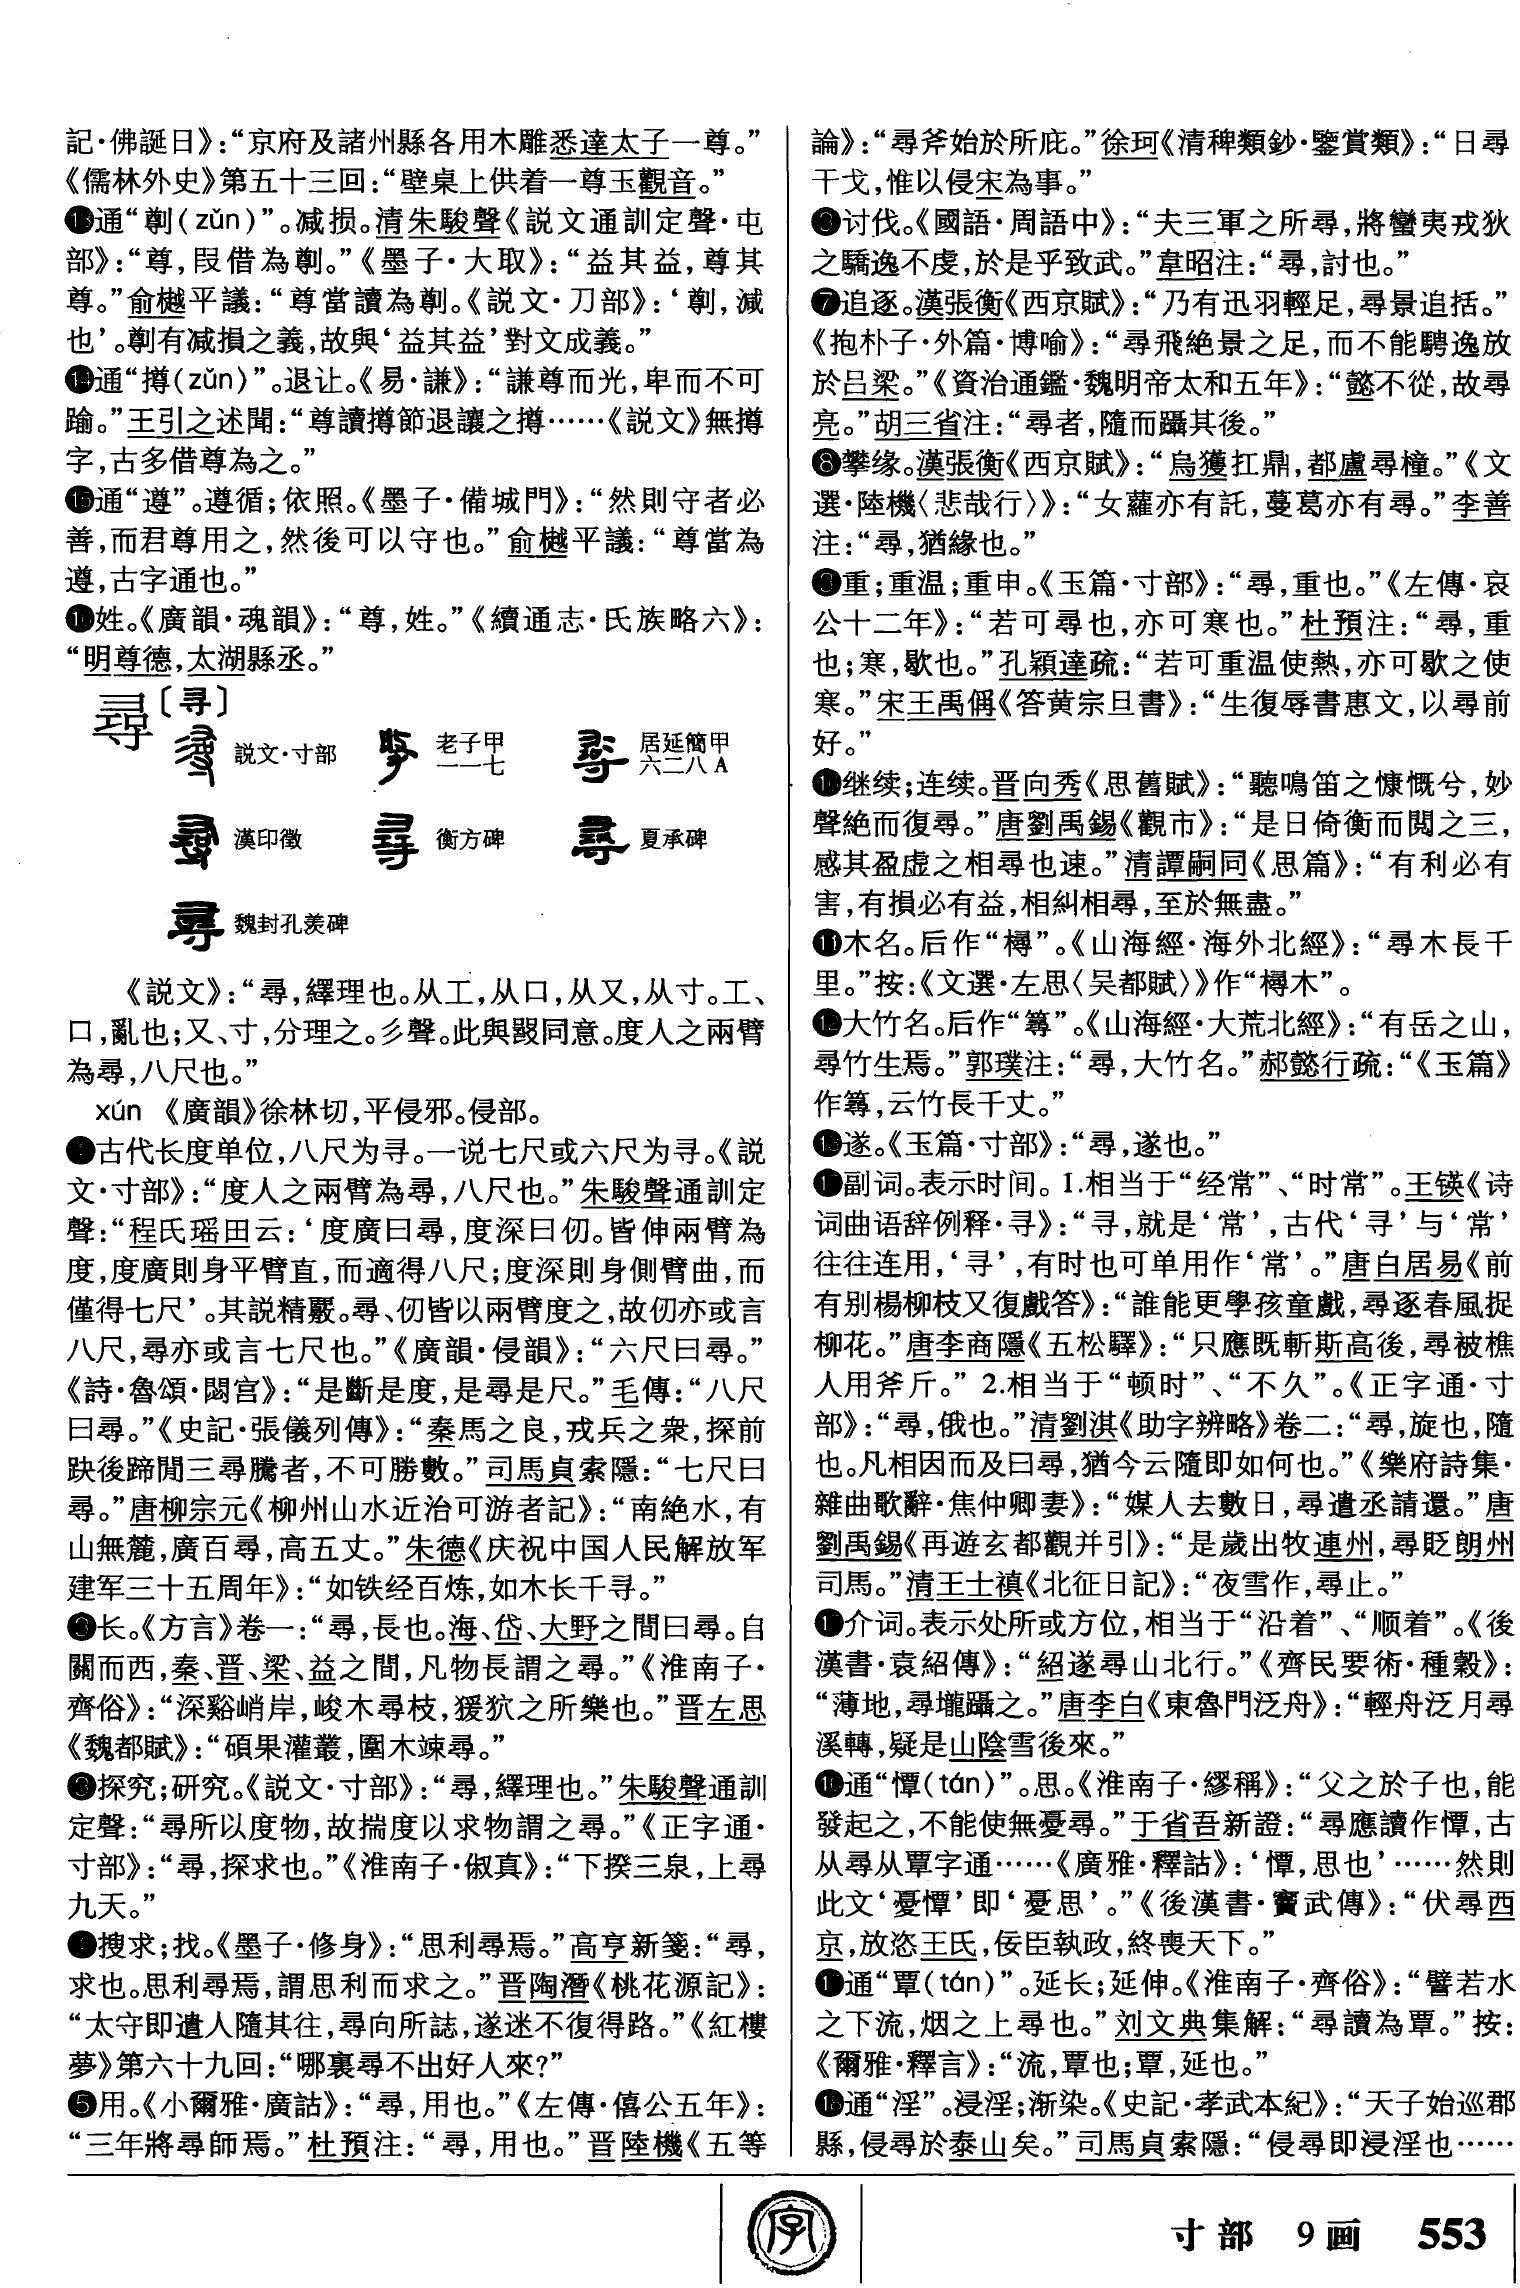 記·佛誕日》：“京府及諸州縣各用木雕悉達太子一尊。”
《儒林外史》第五十三回：“壁桌上供着一尊玉觀音。”
⓭通“劕(zǔn)”。减损。清朱駿聲《説文通訓定聲·屯
部》：“尊，叚借為劕。”《墨子·大取》：“益其益，尊其
尊。”俞樾平議：“尊當讀為劕。《説文·刀部》：‘劕，減
也’。劕有减損之義，故與‘益其益’對文成義。”
⓮通“撙(zǔn)”。退让。《易·謙》：“謙尊而光，卑而不可
踰。”王引之述聞：“尊讀撙節退讓之撙……《説文》無撙
字，古多借尊為之。”
⓯通“遵”。遵循；依照。《墨子·備城門》：“然則守者必
善，而君尊用之，然後可以守也。”俞樾平議：“尊當為
遵，古字通也。”
⓰姓。《廣韻·魂韻》：“尊，姓。”《續通志·氏族略六》：
“明尊德，太湖縣丞。”
尋〔寻〕
説文·寸部 老子甲一一七 居延簡甲六二八A
漢印徵 衡方碑 夏承碑
魏封孔羨碑
《説文》：“尋，繹理也。从工，从口，从又，从寸。工、
口，亂也；又、寸，分理之。彡聲。此與𤕦同意。度人之兩臂
為尋，八尺也。”
xún 《廣韻》徐林切，平侵邪。侵部。
❶古代长度单位，八尺为寻。一说七尺或六尺为寻。《説
文·寸部》：“度人之兩臂為尋，八尺也。”朱駿聲通訓定
聲：“程氏瑶田云：‘度廣曰尋，度深曰仞。皆伸兩臂為
度，度廣則身平臂直，而適得八尺；度深則身側臂曲，而
僅得七尺’。其説精覈。尋、仞皆以兩臂度之，故仞亦或言
八尺，尋亦或言七尺也。”《廣韻·侵韻》：“六尺曰尋。”
《詩·魯頌·閟宫》：“是斷是度，是尋是尺。”毛傳：“八尺
曰尋。”《史記·張儀列傳》：“秦馬之良，戎兵之衆，探前
趹後蹄閒三尋騰者，不可勝數。”司馬貞索隱：“七尺曰
尋。”唐柳宗元《柳州山水近治可游者記》：“南絶水，有
山無麓，廣百尋，高五丈。”朱德《庆祝中国人民解放军
建军三十五周年》：“如铁经百炼，如木长千寻。”
❷长。《方言》卷一：“尋，長也。海、岱、大野之間曰尋。自
關而西，秦、晋、梁、益之間，凡物長謂之尋。”《淮南子·
齊俗》：“深谿峭岸，峻木尋枝，猨狖之所樂也。”晋左思
《魏都賦》：“碩果灌叢，圍木竦尋。”
❸探究；研究。《説文·寸部》：“尋，繹理也。”朱駿聲通訓
定聲：“尋所以度物，故揣度以求物謂之尋。”《正字通·
寸部》：“尋，探求也。”《淮南子·俶真》：“下揆三泉，上尋
九天。”
❹搜求；找。《墨子·修身》：“思利尋焉。”高亨新箋：“尋，
求也。思利尋焉，謂思利而求之。”晋陶潛《桃花源記》：
“太守即遣人隨其往，尋向所誌，遂迷不復得路。”《紅樓
夢》第六十九回：“哪裏尋不出好人來?”
❺用。《小爾雅·廣詁》：“尋，用也。”《左傳·僖公五年》：
“三年將尋師焉。”杜預注：“尋，用也。”晋陸機《五等
論》：“尋斧始於所庇。”徐珂《清稗類鈔·鑒賞類》：“日尋
干戈，惟以侵宋為事。”
❻讨伐。《國語·周語中》：“夫三軍之所尋，將蠻夷戎狄
之驕逸不虔，於是乎致武。”韋昭注：“尋，討也。”
❼追逐。漢張衡《西京賦》：“乃有迅羽輕足，尋景追括。”
《抱朴子·外篇·博喻》：“尋飛絶景之足，而不能騁逸放
於吕梁。”《資治通鑑·魏明帝太和五年》：“懿不從，故尋
亮。”胡三省注：“尋者，隨而躡其後。”
❽攀缘。漢張衡《西京賦》：“烏獲扛鼎，都盧尋橦。”《文
選·陸機〈悲哉行〉》：“女蘿亦有託，蔓葛亦有尋。”李善
注：“尋，猶緣也。”
❾重；重温；重申。《玉篇·寸部》：“尋，重也。”《左傳·哀
公十二年》：“若可尋也，亦可寒也。”杜預注：“尋，重
也；寒，歇也。”孔穎達疏：“若可重温使熱，亦可歇之使
寒。”宋王禹偁《答黄宗旦書》：“生復辱書惠文，以尋前
好。”
❿继续；连续。晋向秀《思舊賦》：“聽鳴笛之慷慨兮，妙
聲絶而復尋。”唐劉禹錫《觀市》：“是日倚衡而閲之三，
感其盈虚之相尋也速。”清譚嗣同《思篇》：“有利必有
害，有損必有益，相糾相尋，至於無盡。”
⓫木名。后作“樳”。《山海經·海外北經》：“尋木長千
里。”按：《文選·左思〈吴都賦〉》作“樳木”。
⓬大竹名。后作“䉣”。《山海經·大荒北經》：“有岳之山，
尋竹生焉。”郭璞注：“尋，大竹名。”郝懿行疏：“《玉篇》
作䉣，云竹長千丈。”
⓭遂。《玉篇·寸部》：“尋，遂也。”
⓮副词。表示时间。1.相当于“经常”、“时常”。王锳《诗
词曲语辞例释·寻》：“寻，就是‘常’，古代‘寻’与‘常’
往往连用，‘寻’，有时也可单用作‘常’。”唐白居易《前
有别楊柳枝又復戲答》：“誰能更學孩童戲，尋逐春風捉
柳花。”唐李商隱《五松驛》：“只應既斬斯高後，尋被樵
人用斧斤。” 2.相当于“顿时”、“不久”。《正字通·寸
部》：“尋，俄也。”清劉淇《助字辨略》卷二：“尋，旋也，隨
也。凡相因而及曰尋，猶今云隨即如何也。”《樂府詩集·
雜曲歌辭·焦仲卿妻》：“媒人去數日，尋遣丞請還。”唐
劉禹錫《再遊玄都觀并引》：“是歲出牧連州，尋貶朗州
司馬。”清王士禛《北征日記》：“夜雪作，尋止。”
⓯介词。表示处所或方位，相当于“沿着”、“顺着”。《後
漢書·袁紹傳》：“紹遂尋山北行。”《齊民要術·種穀》：
“薄地，尋壠躡之。”唐李白《東魯門泛舟》：“輕舟泛月尋
溪轉，疑是山陰雪後來。”
⓰通“憛(tán)”。思。《淮南子·繆稱》：“父之於子也，能
發起之，不能使無憂尋。”于省吾新證：“尋應讀作憛，古
从尋从覃字通……《廣雅·釋詁》：‘憛，思也’……然則
此文‘憂憛’即‘憂思’。”《後漢書·竇武傳》：“伏尋西
京，放恣王氏，佞臣執政，終喪天下。”
⓱通“覃(tán)”。延长；延伸。《淮南子·齊俗》：“譬若水
之下流，烟之上尋也。”刘文典集解：“尋讀為覃。”按：
《爾雅·釋言》：“流，覃也；覃，延也。”
⓲通“淫”。浸淫；渐染。《史記·孝武本紀》：“天子始巡郡
縣，侵尋於泰山矣。”司馬貞索隱：“侵尋即浸淫也……
字
寸部 9画 553